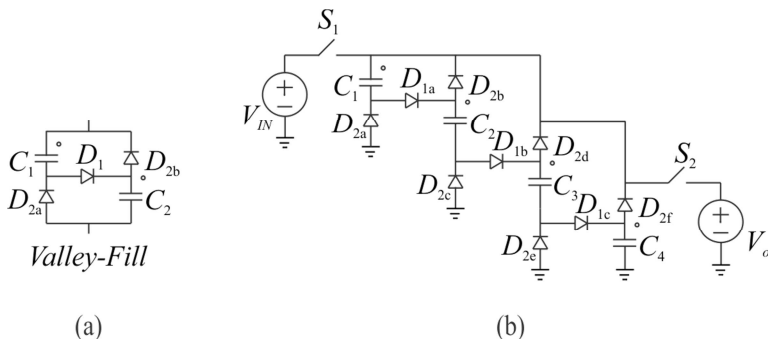 S1
C1
D1a
D2b
VIN
D2a
C2
D1b
D2d
S2
C1
D1
D2b
D2c
C3
D1c
D2f
D2a
C2
Vo
D2e
C4
Valley-Fill
(a)
(b)